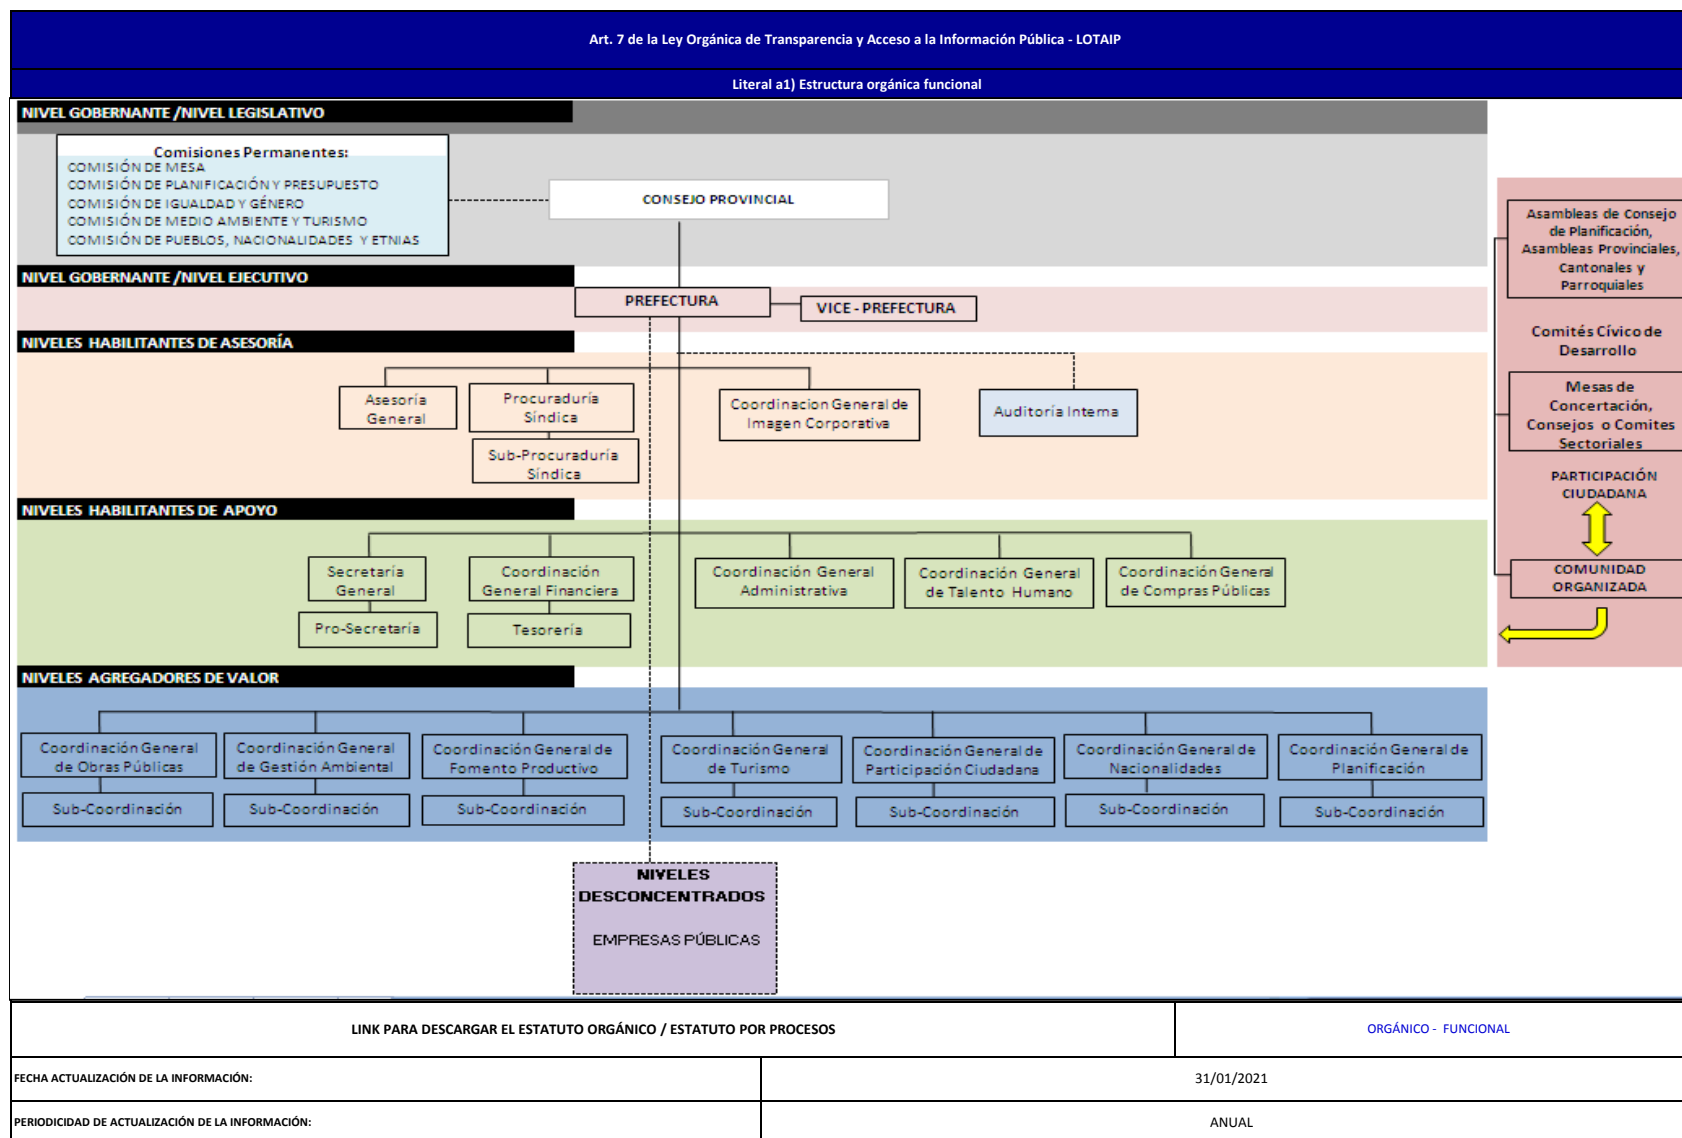 Art. 7 de la Ley Orgánica de Transparencia y Acceso a la Información Pública - LOTAIP
Literal a1) Estructura orgánica funcional
NIVEL GOBERNANTE /NIVEL LEGISLATIVO
Comisiones Permanentes:
COMISIÓN DE MESA
COMISIÓN DE PLANIFICACIÓN Y PRESUPUESTO
COMISIÓN DE IGUALDAD Y GÉNERO
COMISIÓN DE MEDIO AMBIENTE Y TURISMO
COMISIÓN DE PUEBLOS, NACIONALIDADES Y ETNIAS
CONSEJO PROVINCIAL
NIVEL GOBERNANTE /NIVEL EJECUTIVO
PREFECTURA
VICE - PREFECTURA
NIVELES HABILITANTES DE ASESORÍA
Asesoría
General
Procuraduría
Síndica
Sub-Procuraduría
Síndica
Coordinacion General de
Imagen Corporativa
Auditoría Interna
NIVELES HABILITANTES DE APOYO
Secretaría
General
Pro-Secretaría
Coordinación
General Financiera
Tesorería
Coordinación General
Administrativa
Coordinación General
de Talento Humano
Coordinación General
de Compras Públicas
NIVELES AGREGADORES DE VALOR
Coordinación General
de Obras Públicas
Sub-Coordinación
Coordinación General
de Gestión Ambiental
Sub-Coordinación
Coordinación General de
Fomento Productivo
Sub-Coordinación
Coordinación General
de Turismo
Sub-Coordinación
Coordinación General de
Participación Ciudadana
Sub-Coordinación
Coordinación General de
Nacionalidades
Sub-Coordinación
Coordinación General de
Planificación
Sub-Coordinación
NIVELES
DESCONCENTRADOS
EMPRESAS PÚBLICAS
Asambleas de Consejo
de Planificación,
Asambleas Provinciales,
Cantonales y
Parroquiales
Comités Cívico de
Desarrollo
Mesas de
Concertación,
Consejos o Comites
Sectoriales
PARTICIPACIÓN
CIUDADANA
COMUNIDAD
ORGANIZADA
LINK PARA DESCARGAR EL ESTATUTO ORGÁNICO / ESTATUTO POR PROCESOS
ORGÁNICO - FUNCIONAL
FECHA ACTUALIZACIÓN DE LA INFORMACIÓN:
31/01/2021
PERIODICIDAD DE ACTUALIZACIÓN DE LA INFORMACIÓN:
ANUAL